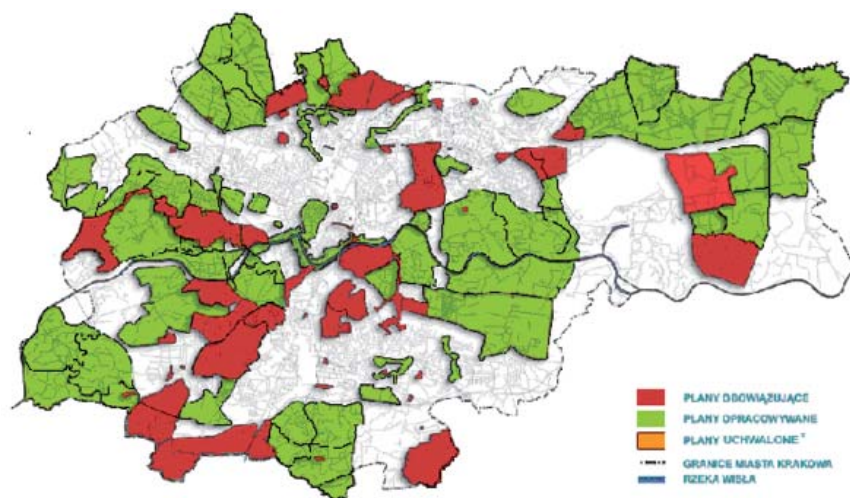 PLANY OBOWIĄZUJĄCE
PLANY OPRACOWYWANE
PLANY UCHWALONE*
GRANICE MIASTA KRAKOWA
RZEKA WISŁA